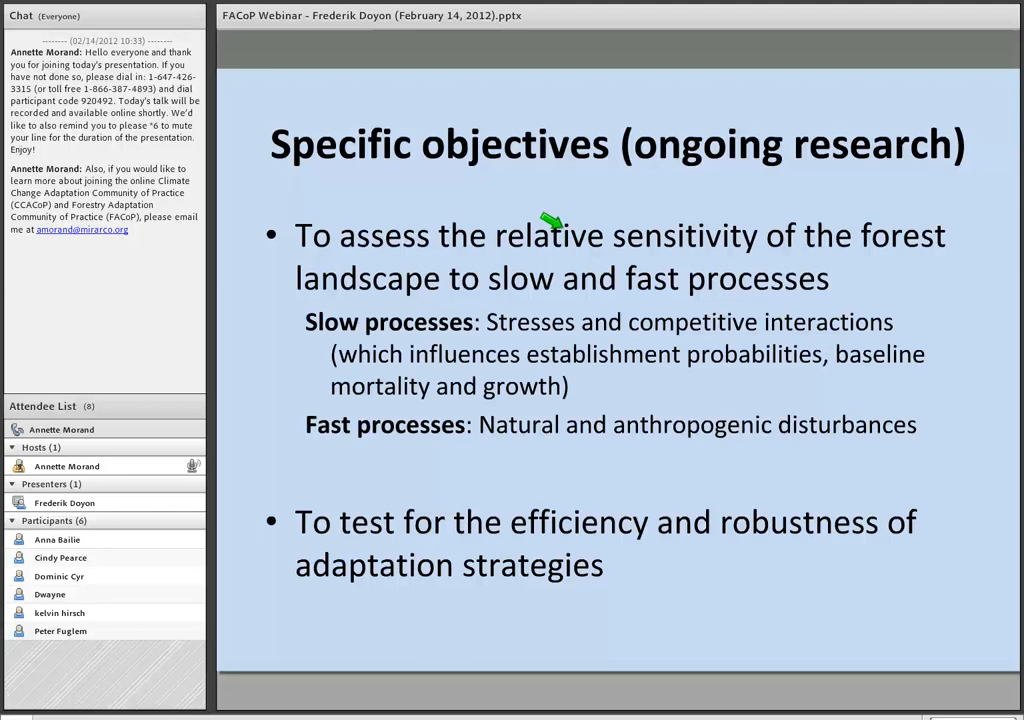 Chat (Everyone)
-------- (02/14/2012 10:33) --------
Annette Morand: Hello everyone and thank
you for joining today's presentation. If you
have not done so, please dial in: 1-647-426-
3315 (or toll free 1-866-387-4893) and dial
participant code 920492. Today's talk will be
recorded and available online shortly. We'd
like to also remind you to please *6 to mute
your line for the duration of the presentation.
Enjoy!
Annette Morand: Also, if you would like to
learn more about joining the online Climate
Change Adaptation Community of Practice
(CCACoP) and Forestry Adaptation
Community of Practice (FACoP), please email
me at amorand@mirarco.org
Attendee List (8)
Annette Morand
Hosts (1)
Annette Morand
Presenters (1)
Frederik Doyon
Participants (6)
Anna Bailie
Cindy Pearce
Dominic Cyr
Dwayne
kelvin hirsch
Peter Fuglem
FACoP Webinar - Frederik Doyon (February 14, 2012).pptx
Specific objectives (ongoing research)
• To assess the relative sensitivity of the forest
landscape to slow and fast processes
Slow processes: Stresses and competitive interactions
(which influences establishment probabilities, baseline
mortality and growth)
Fast processes: Natural and anthropogenic disturbances
• To test for the efficiency and robustness of
adaptation strategies